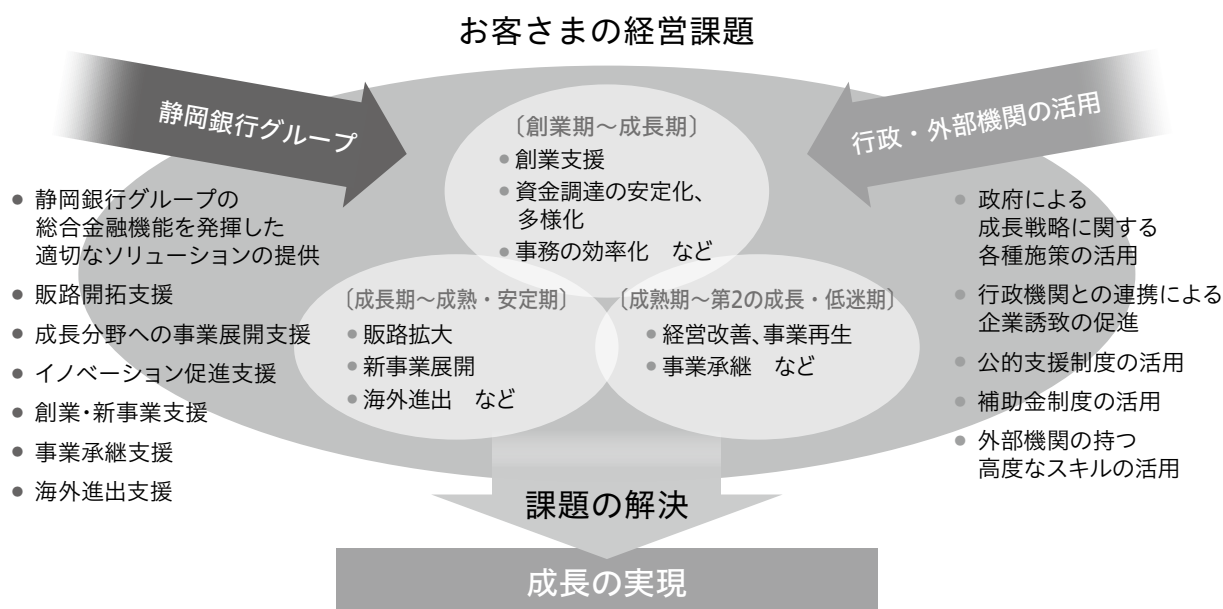 お客さまの経営課題
静岡銀行グループ
行政・外部機関の活用
〔創業期～成長期〕
● 創業支援
● 資金調達の安定化、
多様化
● 事務の効率化　など
〔成長期～成熟・安定期〕
● 販路拡大
● 新事業展開
● 海外進出　など
〔成熟期～第2の成長・低迷期〕
● 経営改善、事業再生
● 事業承継　など
● 静岡銀行グループの
総合金融機能を発揮した
適切なソリューションの提供
● 販路開拓支援
● 成長分野への事業展開支援
● イノベーション促進支援
● 創業・新事業支援
● 事業承継支援
● 海外進出支援
● 政府による
成長戦略に関する
各種施策の活用
● 行政機関との連携による
企業誘致の促進
● 公的支援制度の活用
● 補助金制度の活用
● 外部機関の持つ
高度なスキルの活用
課題の解決
成長の実現